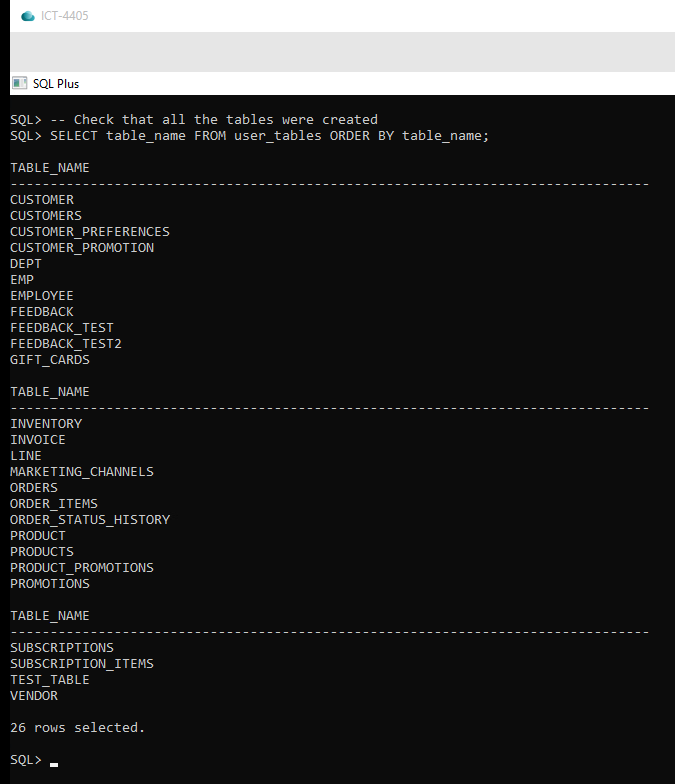 ICT-4405
SQL Plus
SQL> -- Check that all the tables were created
SQL> SELECT table_name FROM user_tables ORDER BY table_name;
TABLE_NAME
--------------------------------------------------------------------------------
CUSTOMER
CUSTOMERS
CUSTOMER_PREFERENCES
CUSTOMER_PROMOTION
DEPT
EMP
EMPLOYEE
FEEDBACK
FEEDBACK_TEST
FEEDBACK_TEST2
GIFT_CARDS
TABLE_NAME
--------------------------------------------------------------------------------
INVENTORY
INVOICE
LINE
MARKETING_CHANNELS
ORDERS
ORDER_ITEMS
ORDER_STATUS_HISTORY
PRODUCT
PRODUCTS
PRODUCT_PROMOTIONS
PROMOTIONS
TABLE_NAME
--------------------------------------------------------------------------------
SUBSCRIPTIONS
SUBSCRIPTION_ITEMS
TEST_TABLE
VENDOR
26 rows selected.
SQL>